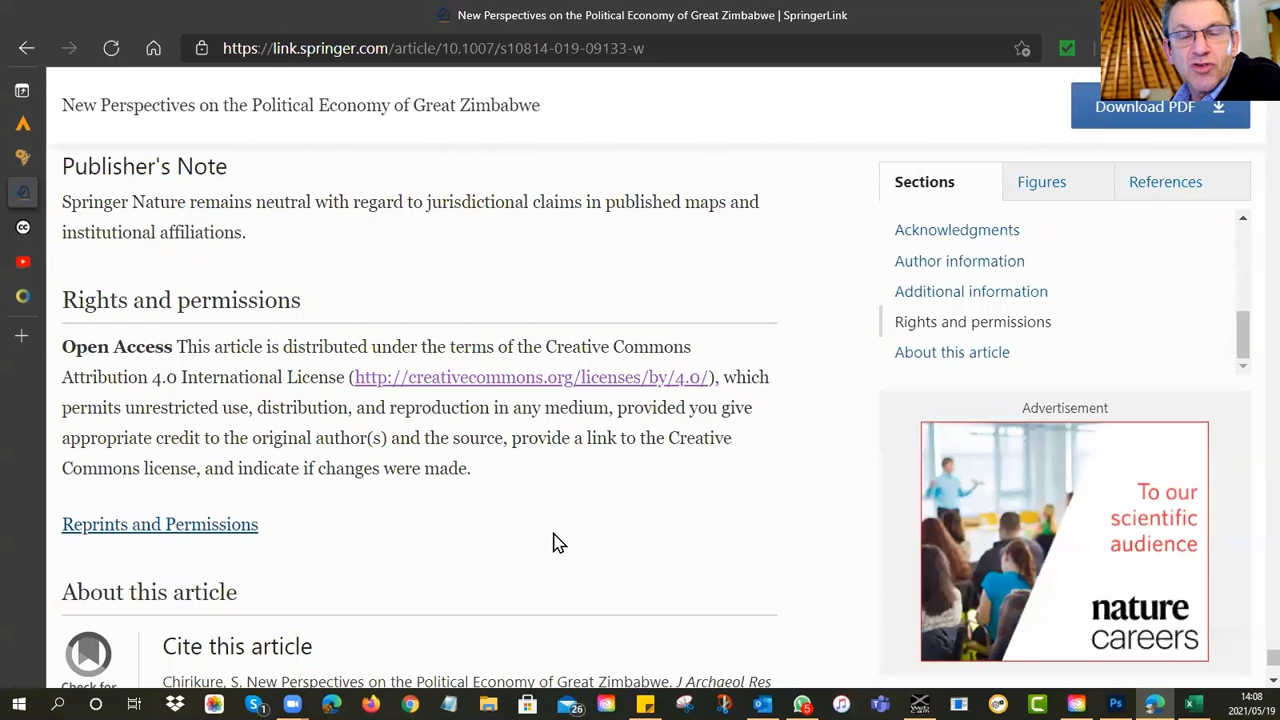 New Perspectives on the Political Economy of Great Zimbabwe | SpringerLink
https://link.springer.com/article/10.1007/s10814-019-09133-w
New Perspectives on the Political Economy of Great Zimbabwe
Download PDF
Publisher's Note
Springer Nature remains neutral with regard to jurisdictional claims in published maps and
institutional affiliations.
Rights and permissions
Open Access This article is distributed under the terms of the Creative Commons
Attribution 4.0 International License (http://creativecommons.org/licenses/by/4.0/), which
permits unrestricted use, distribution, and reproduction in any medium, provided you give
appropriate credit to the original author(s) and the source, provide a link to the Creative
Commons license, and indicate if changes were made.
Reprints and Permissions
About this article
Cite this article
Check for
Chirikure, S. New Perspectives on the Political Economy of Great Zimbabwe. J Archaeol Res
Sections
Figures
References
Acknowledgments
Author information
Additional information
Rights and permissions
About this article
Advertisement
To our
scientific
audience
nature
careers
cc
1
26
5
14:08
2021/05/19